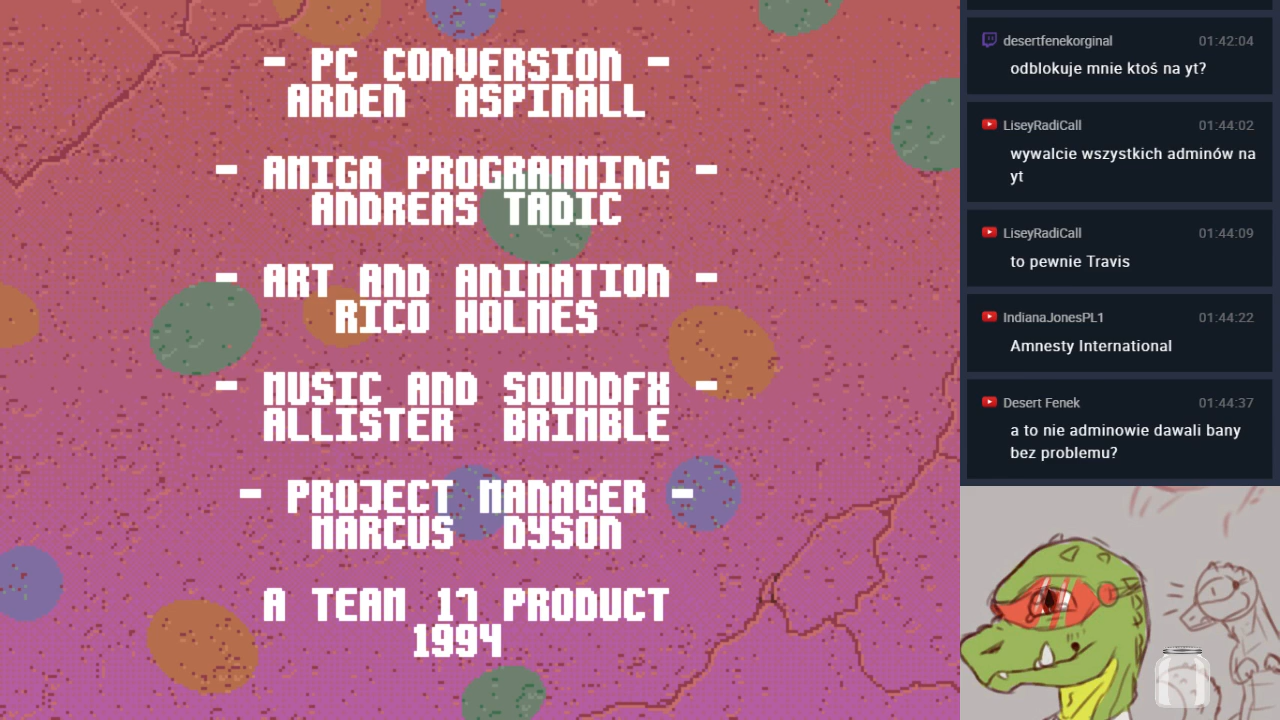 - PC CONVERSION -
ARDEN ASPINALL
- AMIGA PROGRAMMING -
ANDREAS TADIC
- ART AND ANIMATION -
RICO HOLMES
- MUSIC AND SOUNDFX -
ALLISTER BRIMBLE
- PROJECT MANAGER -
MARCUS DYSON
A TEAM 17 PRODUCT
1994
desertfenekorginal 01:42:04
odblokuje mnie ktoś na yt?
LiseyRadiCall 01:44:02
wywalcie wszystkich adminów na
yt
LiseyRadiCall 01:44:09
to pewnie Travis
IndianaJonesPL1 01:44:22
Amnesty International
Desert Fenek 01:44:37
a to nie adminowie dawali bany
bez problemu?